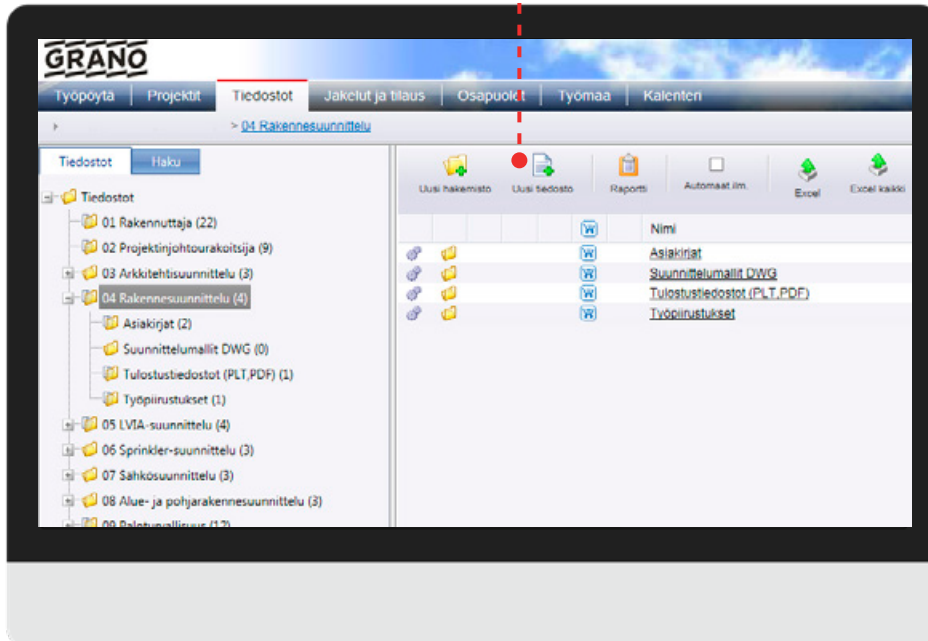 GRANO
Työpöytä | Projektit Tiedostot Jakelut ja tilaus | Osapuolet | Työmaa | Kalenteri
> 04 Rakennesuunnittelu
Tiedostot Haku
Tiedostot
01 Rakennuttaja (22)
02 Projektinjohtourakoitsija (9)
03 Arkkitehtisuunnittelu (3)
04 Rakennesuunnittelu (4)
Asiakirjat (2)
Suunnittelumallit DWG (0)
Tulostustiedostot (PLT,PDF) (1)
Työpiirustukset (1)
05 LVIA-suunnittelu (4)
06 Sprinkler-suunnittelu (3)
07 Sähkösuunnittelu (3)
08 Alue- ja pohjarakennesuunnittelu (3)
09 Paloturvallisuus (12)
Uusi hakemisto Uusi tiedosto Raportti Automaat.ilm. Excel Excel kaikki
Nimi
Asiakirjat
Suunnittelumallit DWG
Tulostustiedostot (PLT,PDF)
Työpiirustukset